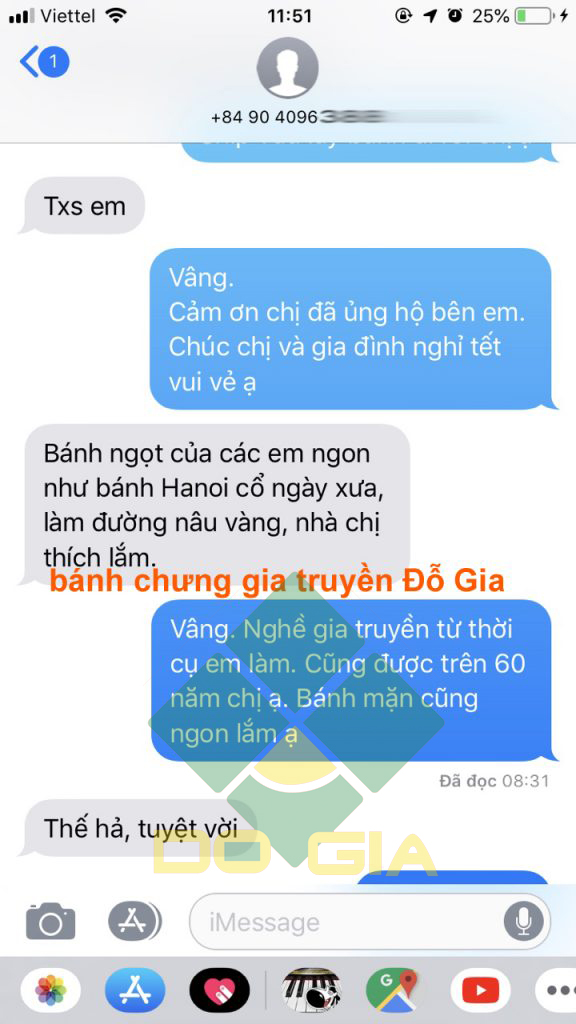 Viettel
11:51
25%
1
+84 90 4096
Txs em
Vâng.
Cảm ơn chị đã ủng hộ bên em.
Chúc chị và gia đình nghỉ tết
vui vẻ ạ
Bánh ngọt của các em ngon
như bánh Hanoi cổ ngày xưa,
làm đường nâu vàng, nhà chị
thích lắm.
bánh chưng gia truyền Đỗ Gia
Vâng. Nghề gia truyền từ thời
cụ em làm. Cũng được trên 60
năm chị ạ. Bánh mặn cũng
ngon lắm ạ
Đã đọc 08:31
Thế hả, tuyệt vời
DO GIA
iMessage